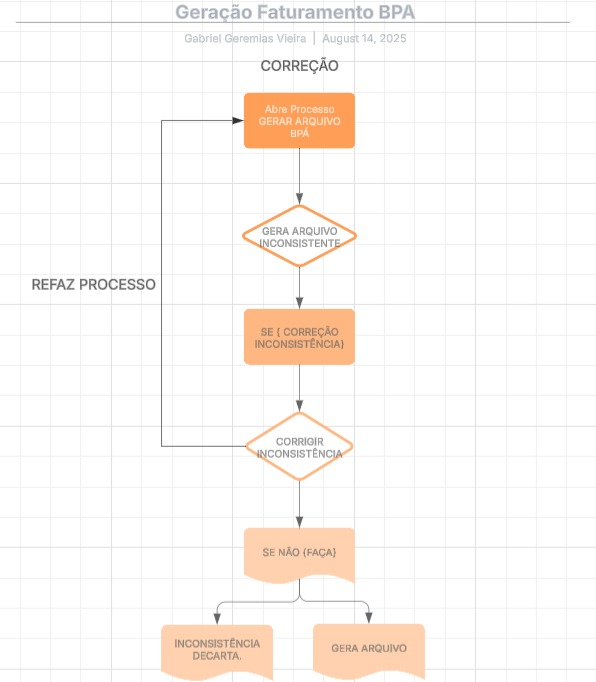 Geração Faturamento BPA
Gabriel Geremias Vieira | August 14, 2025
CORREÇÃO
Abre Processo
GERAR ARQUIVO
BPÁ
GERA ARQUIVO
INCONSISTENTE
REFAZ PROCESSO
SE ( CORREÇÃO
INCONSISTÊNCIA)
CORRIGIR
INCONSISTÊNCIA
SE NÃO (FAÇA)
INCONSISTÊNCIA
DECARTA.
GERA ARQUIVO